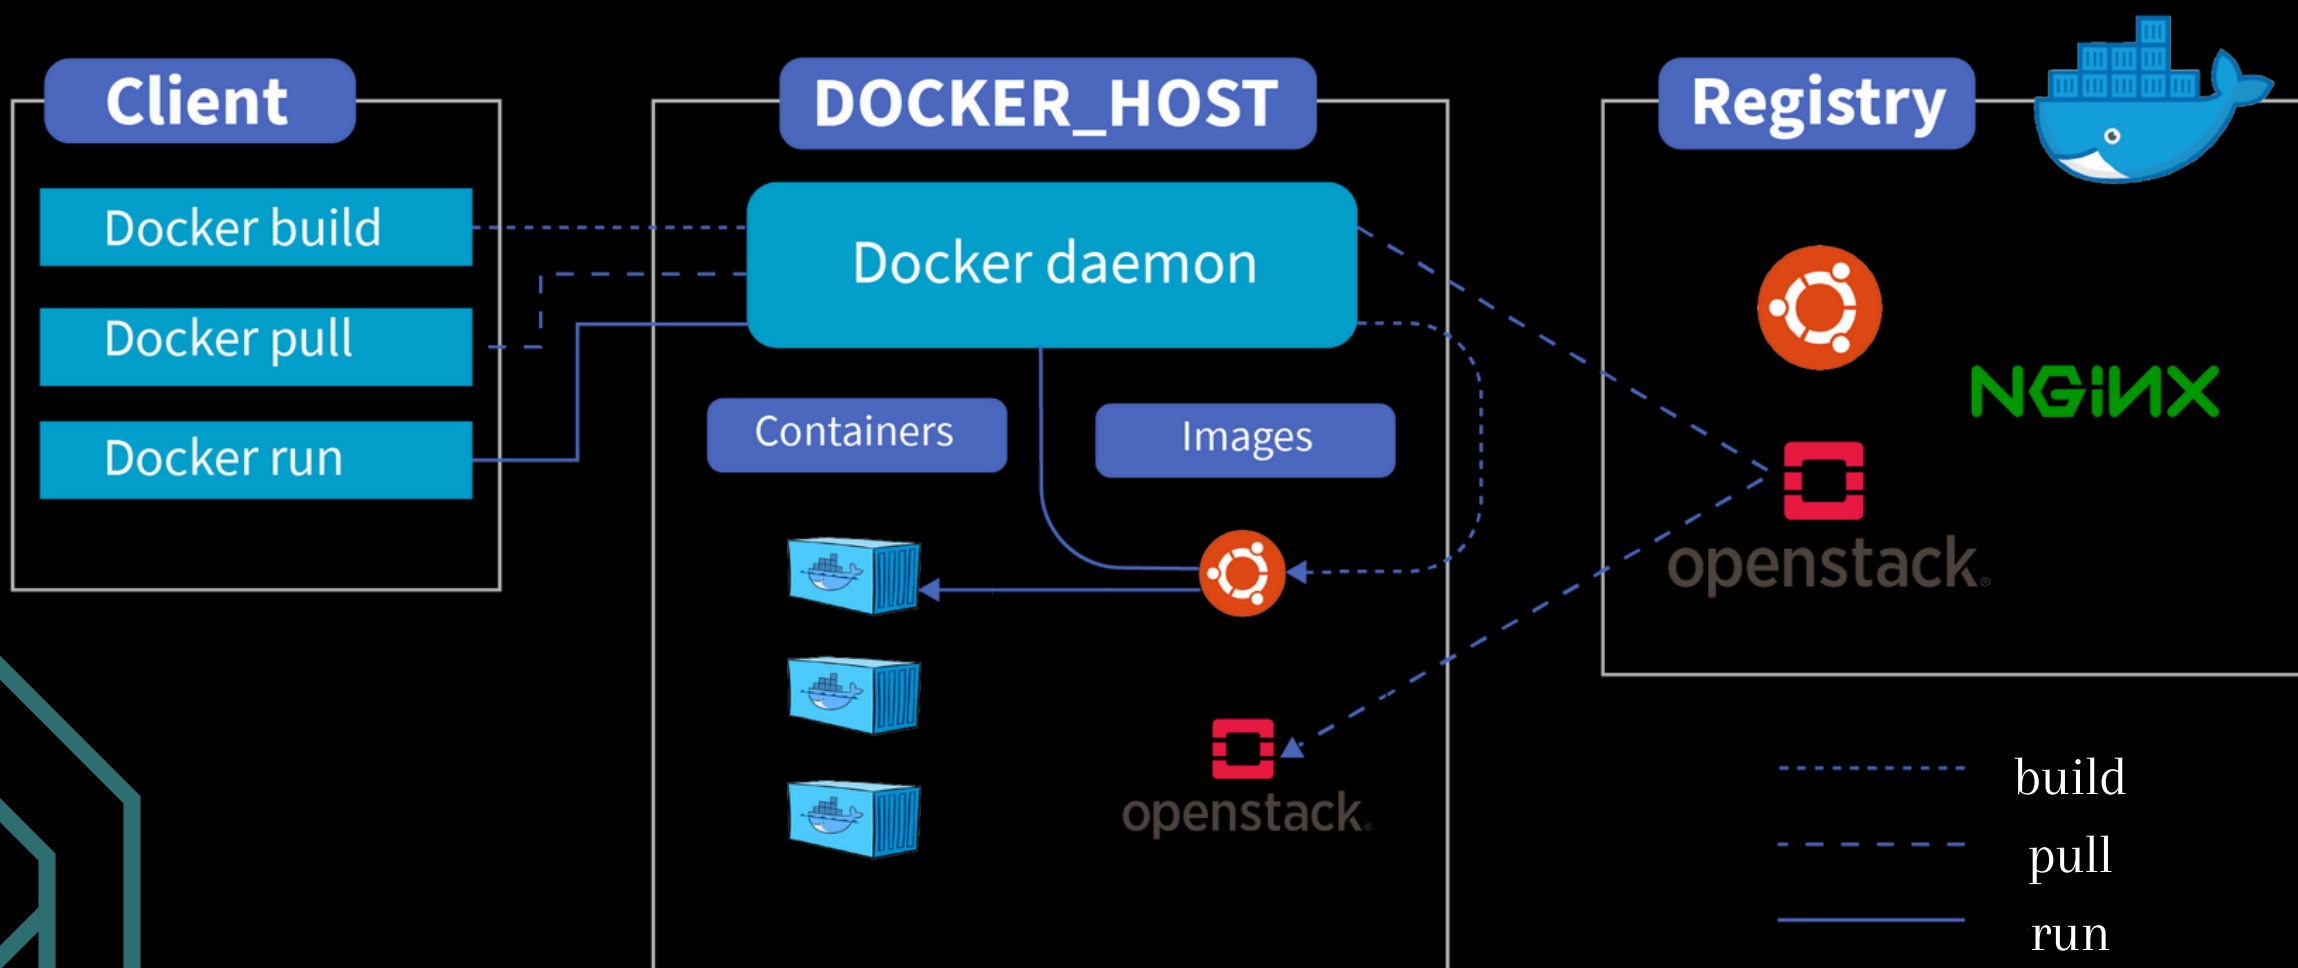 Client
Docker build
Docker pull
Docker run
DOCKER_HOST
Docker daemon
Containers
Images
openstack®
Registry
NGiNX
openstack®
build
pull
run